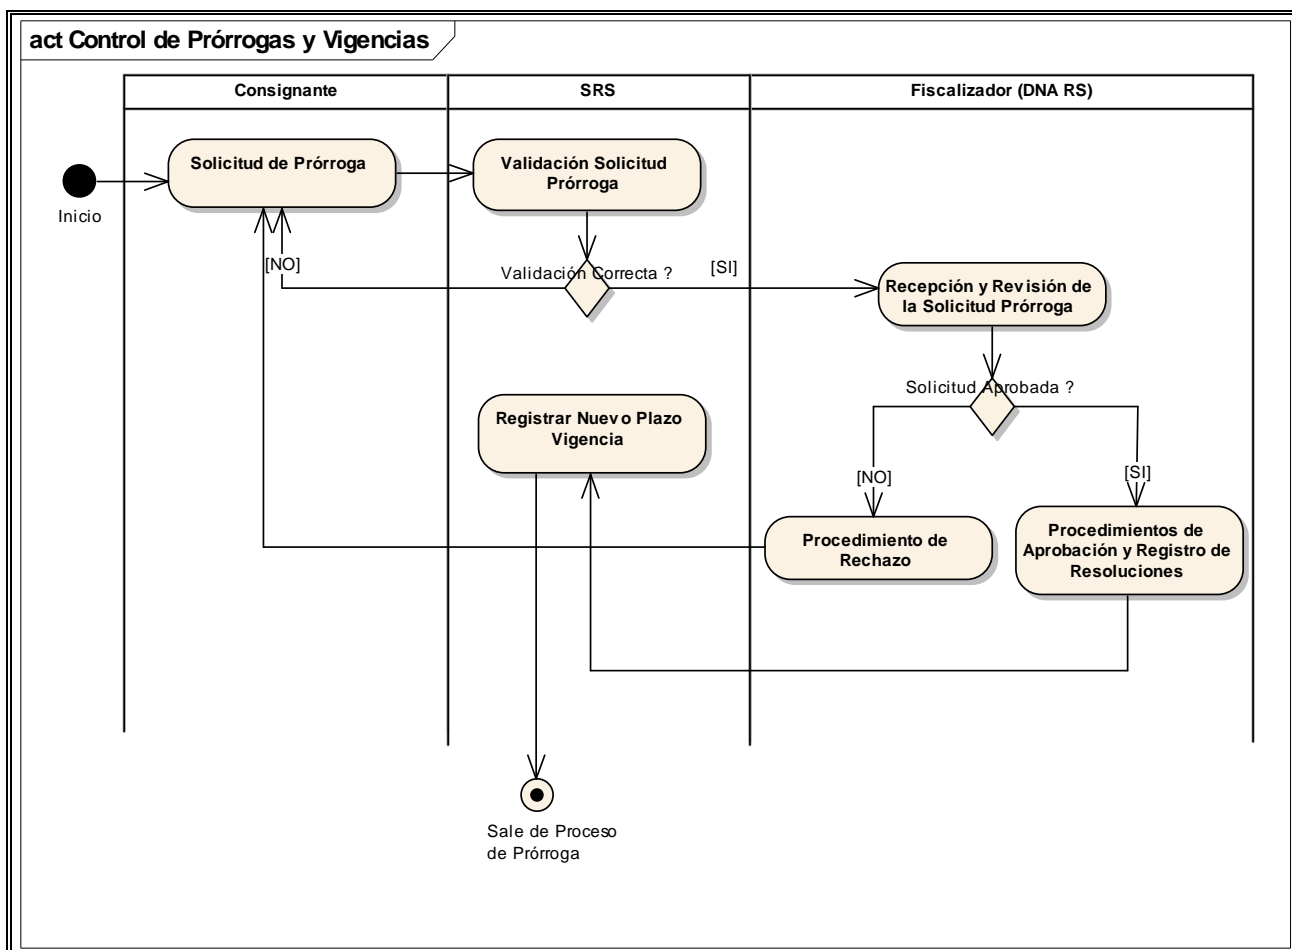 act Control de Prórrogas y Vigencias
Consignante
SRS
Fiscalizador (DNA RS)
Solicitud de Prórroga
Validación Solicitud
Prórroga
Inicio
[NO]
Validación Correcta ?
[SI]
Recepción y Revisión de
la Solicitud Prórroga
Solicitud Aprobada ?
Registrar Nuevo Plazo
Vigencia
[NO]
[SI]
Procedimiento de
Rechazo
Procedimientos de
Aprobación y Registro de
Resoluciones
Sale de Proceso
de Prórroga